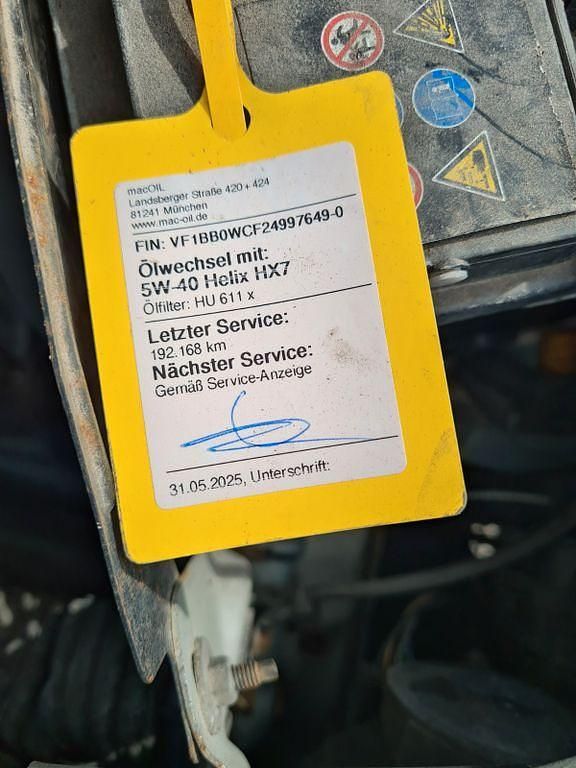 macOIL
Landsberger Straße 420 + 424
81241 München
www.mac-oil.de
FIN: VF1BB0WCF24997649-0
Ölwechsel mit:
5W-40 Helix HX7
Ölfilter: HU 611 x
Letzter Service:
192.168 km
Nächster Service:
Gemäß Service-Anzeige
31.05.2025, Unterschrift: